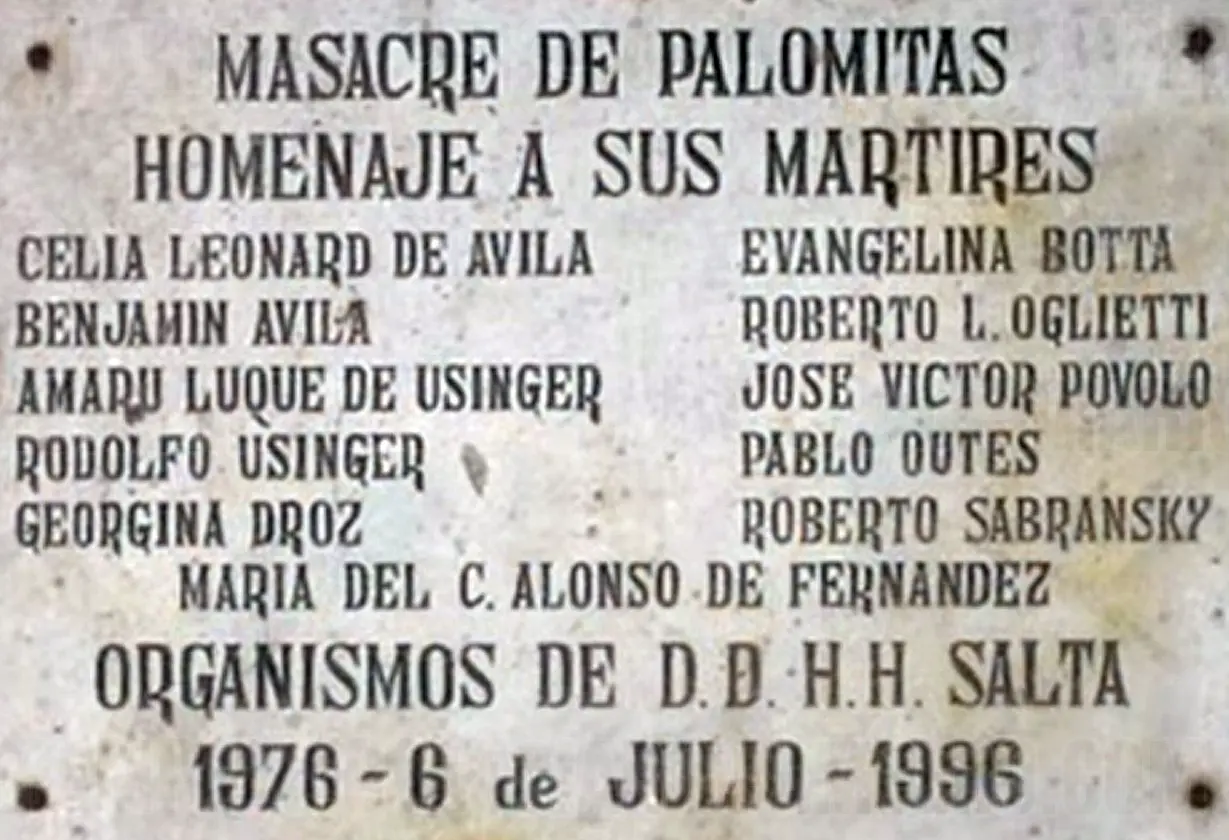 MASACRE DE PALOMITAS
HOMENAJE A SUS MARTIRES
CELIA LEONARD DE AVILA EVANGELINA BOTTA
BENJAMIN AVILA ROBERTO L. OGLIETTI
AMARU LUQUE DE USINGER JOSE VICTOR POVOLO
RODOLFO USINGER PABLO OUTES
GEORGINA DROZ ROBERTO SABRANSKY
MARIA DEL C. ALONSO DE FERNANDEZ
ORGANISMOS DE D.D.H.H. SALTA
1976 - 6 de JULIO - 1996